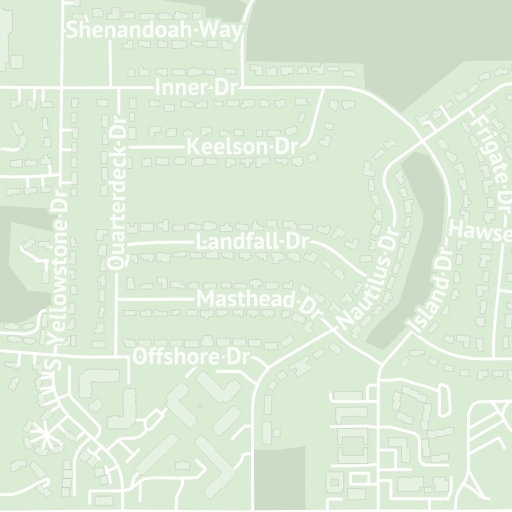 Shenandoah Way
Inner Dr
Keelson Dr
Quarterdeck Dr
Frigate Dr
S Yellowstone Dr
Landfall Dr
Nautilus Dr
Hawse
Island Dr
Masthead Dr
Offshore Dr